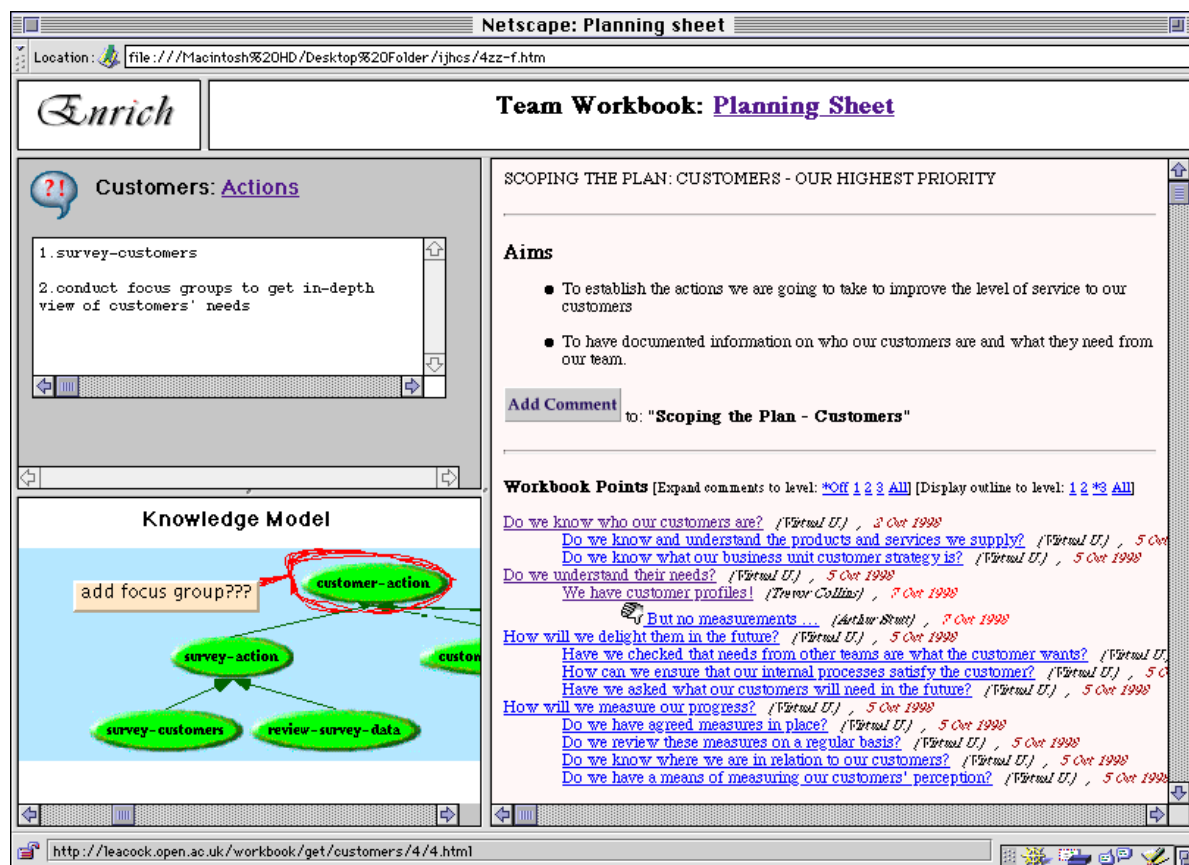 Netscape: Planning sheet
Location: file:///Macintosh%20HD/Desktop%20Folder/ijhcs/4zz-f.htm
Enrich
Team Workbook: Planning Sheet
?!
Customers: Actions
1.survey-customers
2.conduct focus groups to get in-depth
view of customers' needs
Knowledge Model
add focus group???
customer-action
survey-action
custom
survey-customers
review-survey-data
SCOPING THE PLAN: CUSTOMERS - OUR HIGHEST PRIORITY
Aims
To establish the actions we are going to take to improve the level of service to our
customers
To have documented information on who our customers are and what they need from
our team.
Add Comment to: "Scoping the Plan - Customers"
Workbook Points [Expand comments to level: *Off 1 2 3 All] [Display outline to level: 1 2 *3 All]
Do we know who our customers are? (Virtual U.) , 2 Oct 1998
Do we know and understand the products and services we supply? (Virtual U.) , 5 Oct
Do we know what our business unit customer strategy is? (Virtual U.) , 5 Oct 1998
Do we understand their needs? (Virtual U.) , 5 Oct 1998
We have customer profiles! (Trevor Collins) , 7 Oct 1998
But no measurements ... (Arthur Stutt) , 7 Oct 1998
How will we delight them in the future? (Virtual U.) , 5 Oct 1998
Have we checked that needs from other teams are what the customer wants? (Virtual U.)
How can we ensure that our internal processes satisfy the customer? (Virtual U.) , 5 O
Have we asked what our customers will need in the future? (Virtual U.) , 5 Oct 1998
How will we measure our progress? (Virtual U.) , 5 Oct 1998
Do we have agreed measures in place? (Virtual U.) , 5 Oct 1998
Do we review these measures on a regular basis? (Virtual U.) , 5 Oct 1998
Do we know where we are in relation to our customers? (Virtual U.) , 5 Oct 1998
Do we have a means of measuring our customers' perception? (Virtual U.) , 5 Oct 1998
http://leacock.open.ac.uk/workbook/get/customers/4/4.html